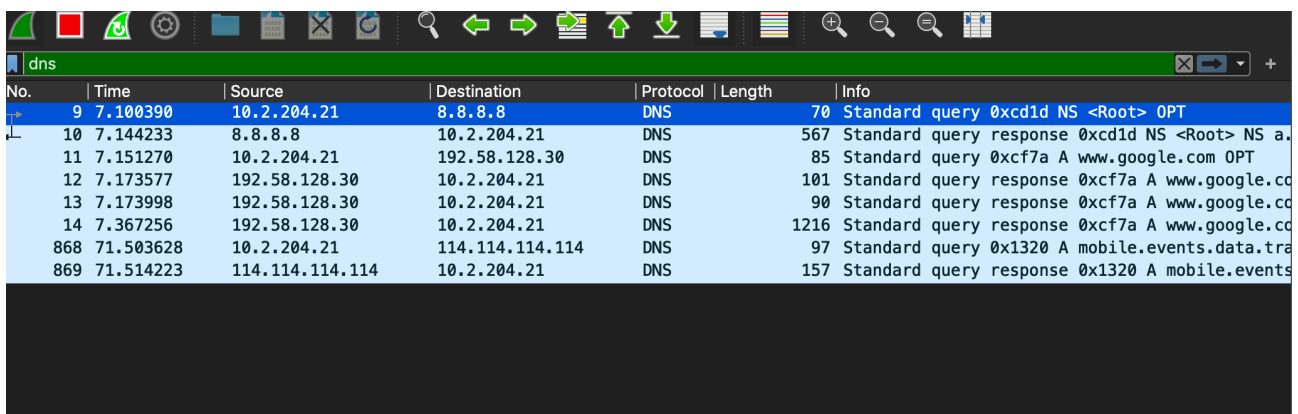 dns
No. Time Source Destination Protocol Length Info
9 7.100390 10.2.204.21 8.8.8.8 DNS 70 Standard query 0xcd1d NS <Root> OPT
10 7.144233 8.8.8.8 10.2.204.21 DNS 567 Standard query response 0xcd1d NS <Root> NS a.
11 7.151270 10.2.204.21 192.58.128.30 DNS 85 Standard query 0xcf7a A www.google.com OPT
12 7.173577 192.58.128.30 10.2.204.21 DNS 101 Standard query response 0xcf7a A www.google.co
13 7.173998 192.58.128.30 10.2.204.21 DNS 90 Standard query response 0xcf7a A www.google.co
14 7.367256 192.58.128.30 10.2.204.21 DNS 1216 Standard query response 0xcf7a A www.google.co
868 71.503628 10.2.204.21 114.114.114.114 DNS 97 Standard query 0x1320 A mobile.events.data.tra
869 71.514223 114.114.114.114 10.2.204.21 DNS 157 Standard query response 0x1320 A mobile.events